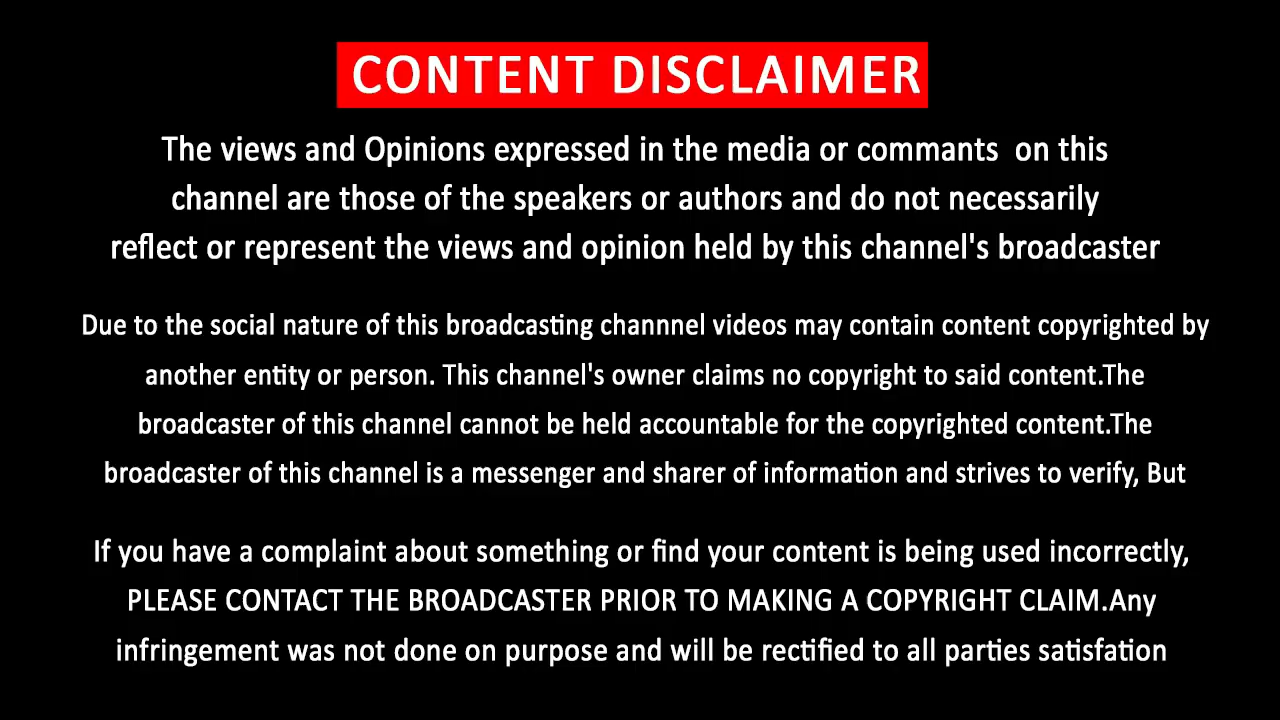 CONTENT DISCLAIMER
The views and Opinions expressed in the media or commants on this
channel are those of the speakers or authors and do not necessarily
reflect or represent the views and opinion held by this channel's broadcaster
Due to the social nature of this broadcasting channnel videos may contain content copyrighted by
another entity or person. This channel's owner claims no copyright to said content.The
broadcaster of this channel cannot be held accountable for the copyrighted content.The
broadcaster of this channel is a messenger and sharer of information and strives to verify, But
If you have a complaint about something or find your content is being used incorrectly,
PLEASE CONTACT THE BROADCASTER PRIOR TO MAKING A COPYRIGHT CLAIM.Any
infringement was not done on purpose and will be rectified to all parties satisfation